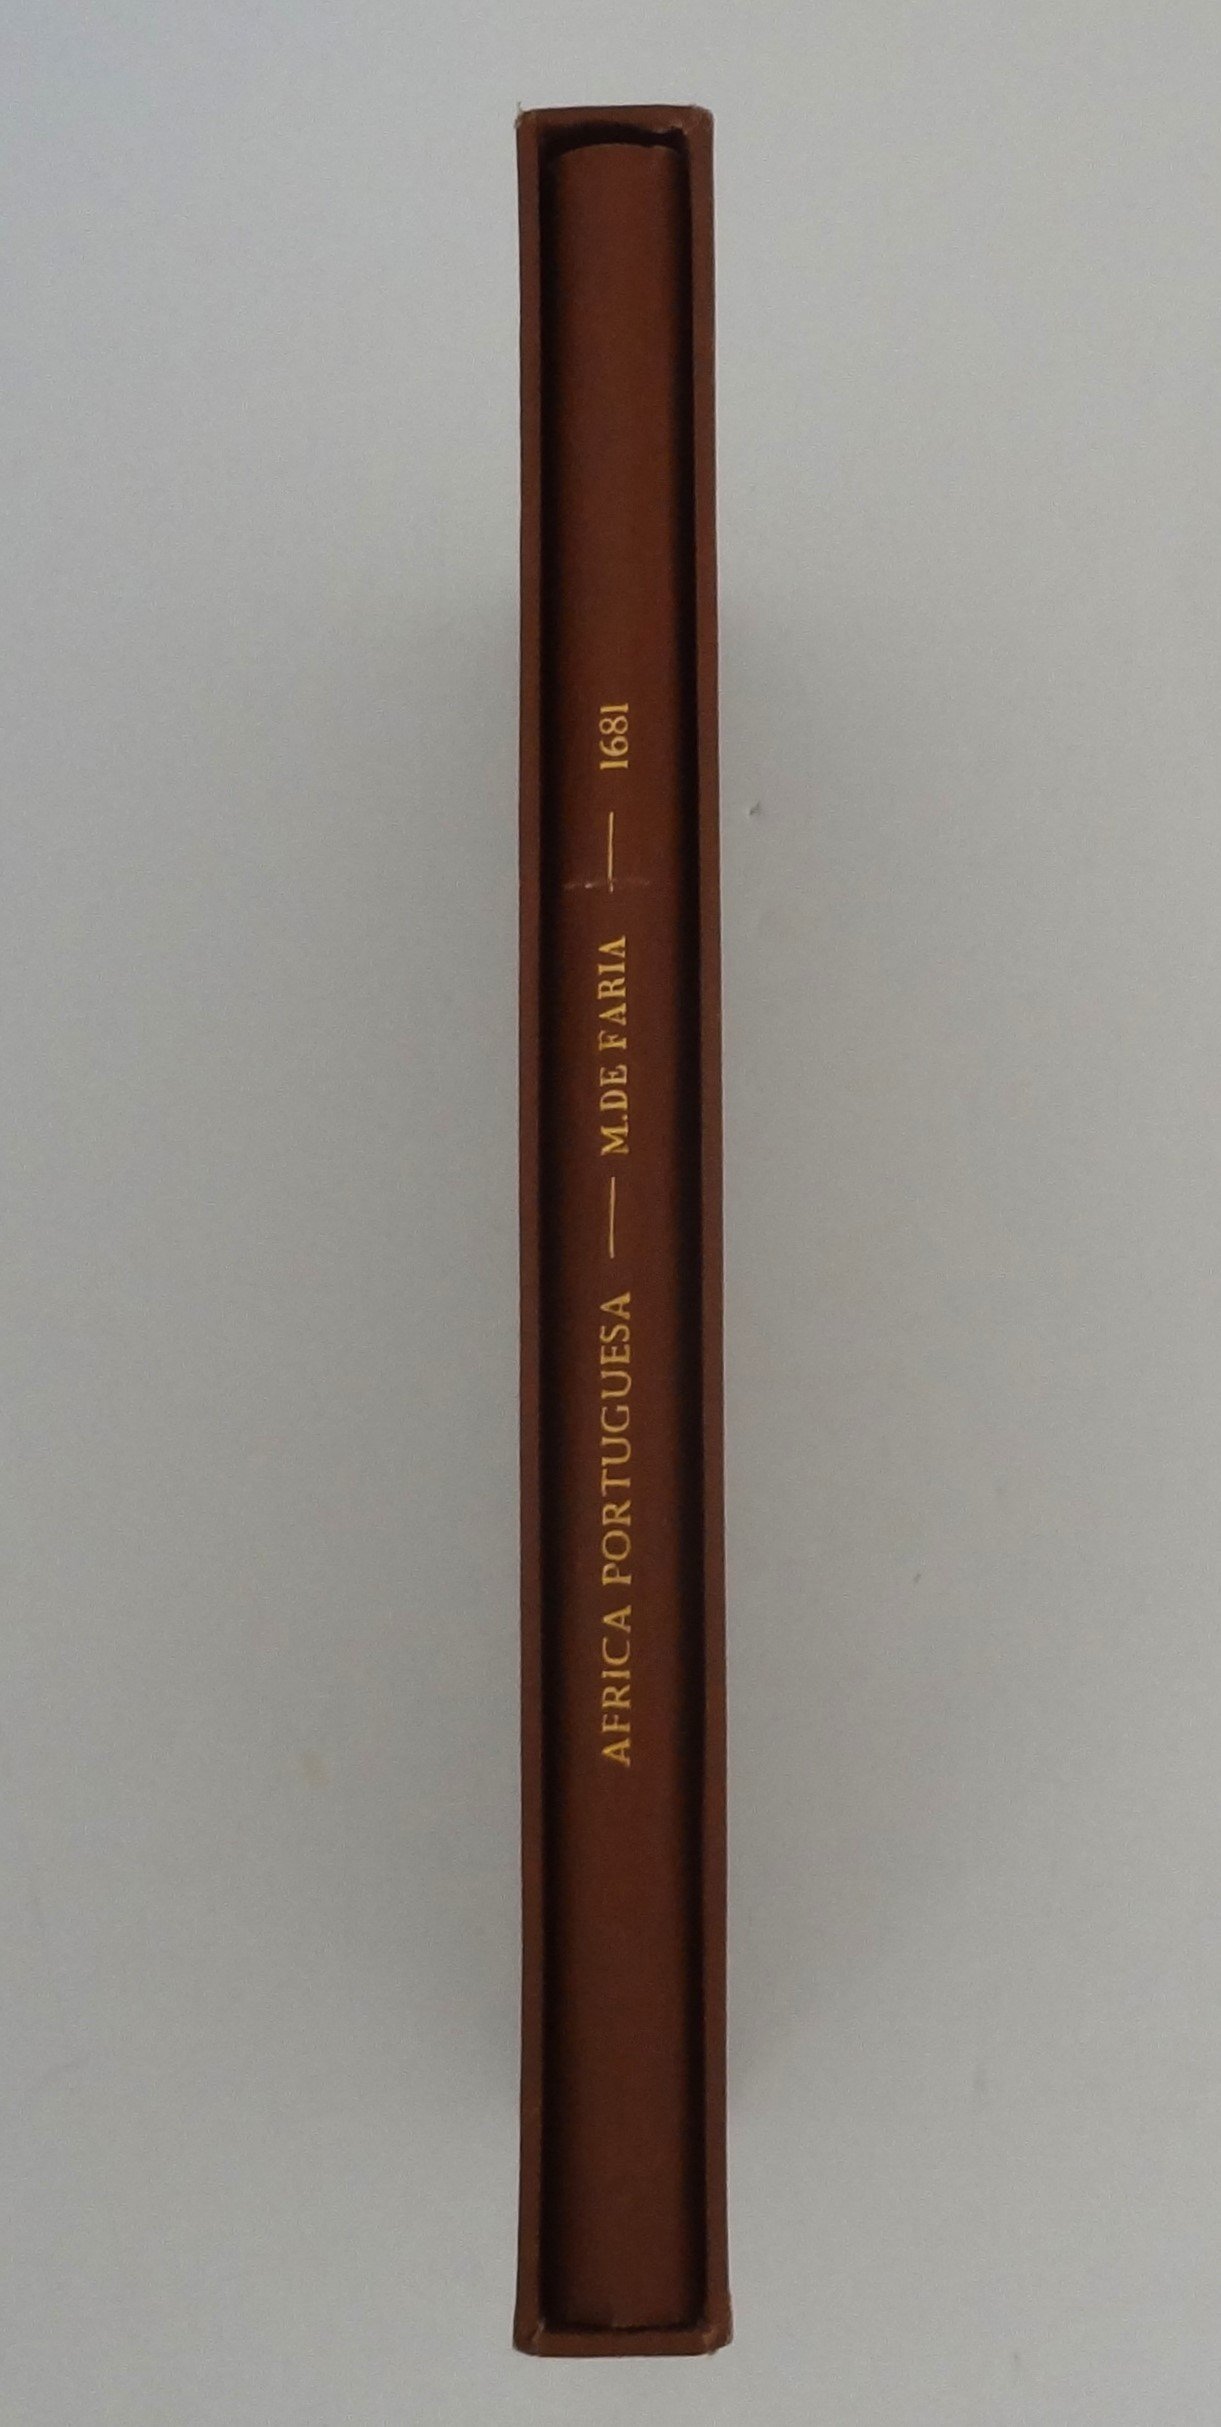 AFRICA PORTUGUESA — M. DE FARIA — 1681